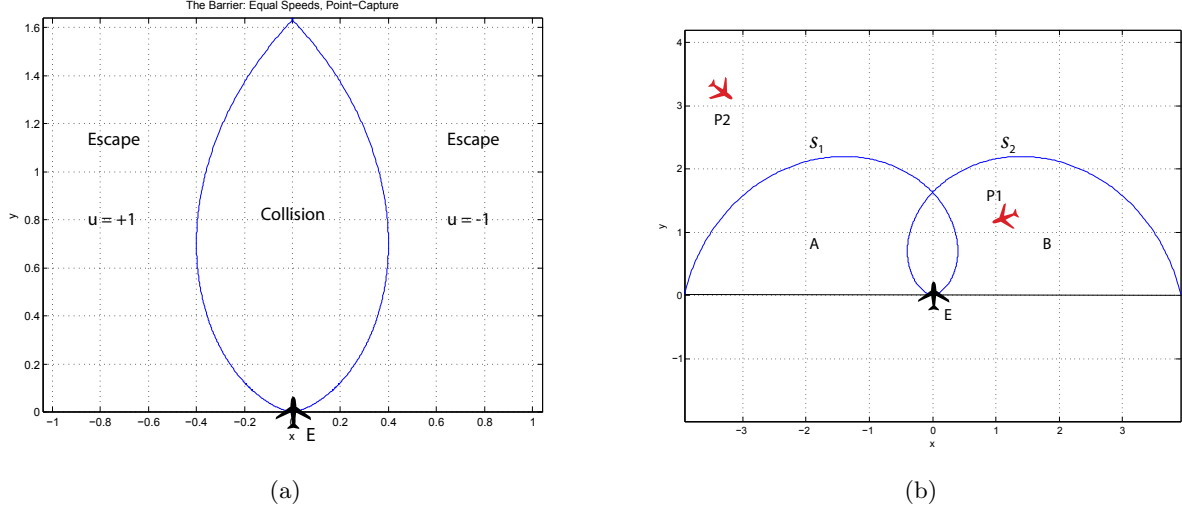 The Barrier: Equal Speeds, Point-Capture
1.6
1.4
1.2
1
0.8
0.6
0.4
0.2
0
y
Escape
Escape
u = +1
Collision
u = -1
E
−1
−0.8
−0.6
−0.4
−0.2
0
0.2
0.4
0.6
0.8
1
x
(a)
4
3
2
1
0
−1
y
P2
S1
S2
P1
A
B
E
−3
−2
−1
0
1
2
3
x
(b)